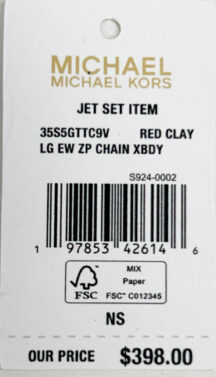 MICHAEL
MICHAEL KORS
JET SET ITEM
35S5GTTC9V RED CLAY
LG EW ZP CHAIN XBDY
S924-0002
1 97853 42614 6
FSC
MIX
Paper
FSC™ C012345
NS
OUR PRICE $398.00